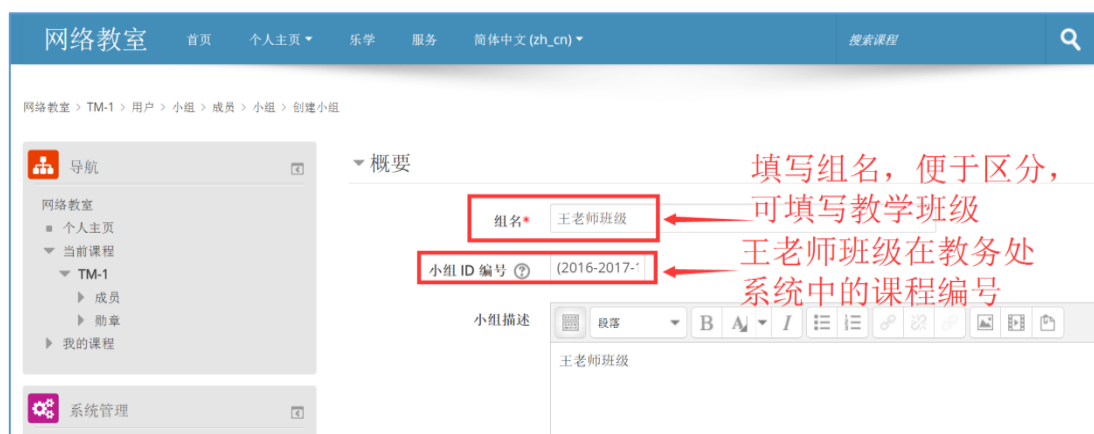 网络教室 首页 个人主页 乐学 服务 简体中文 (zh_cn) 搜索课程
网络教室 > TM-1 > 用户 > 小组 > 成员 > 小组 > 创建小组
导航
网络教室
个人主页
当前课程
TM-1
成员
勋章
我的课程
系统管理
概要
组名* 王老师班级
填写组名，便于区分，
可填写教学班级
小组 ID 编号 (2016-2017-1
王老师班级在教务处
系统中的课程编号
小组描述 段落 B A I
王老师班级